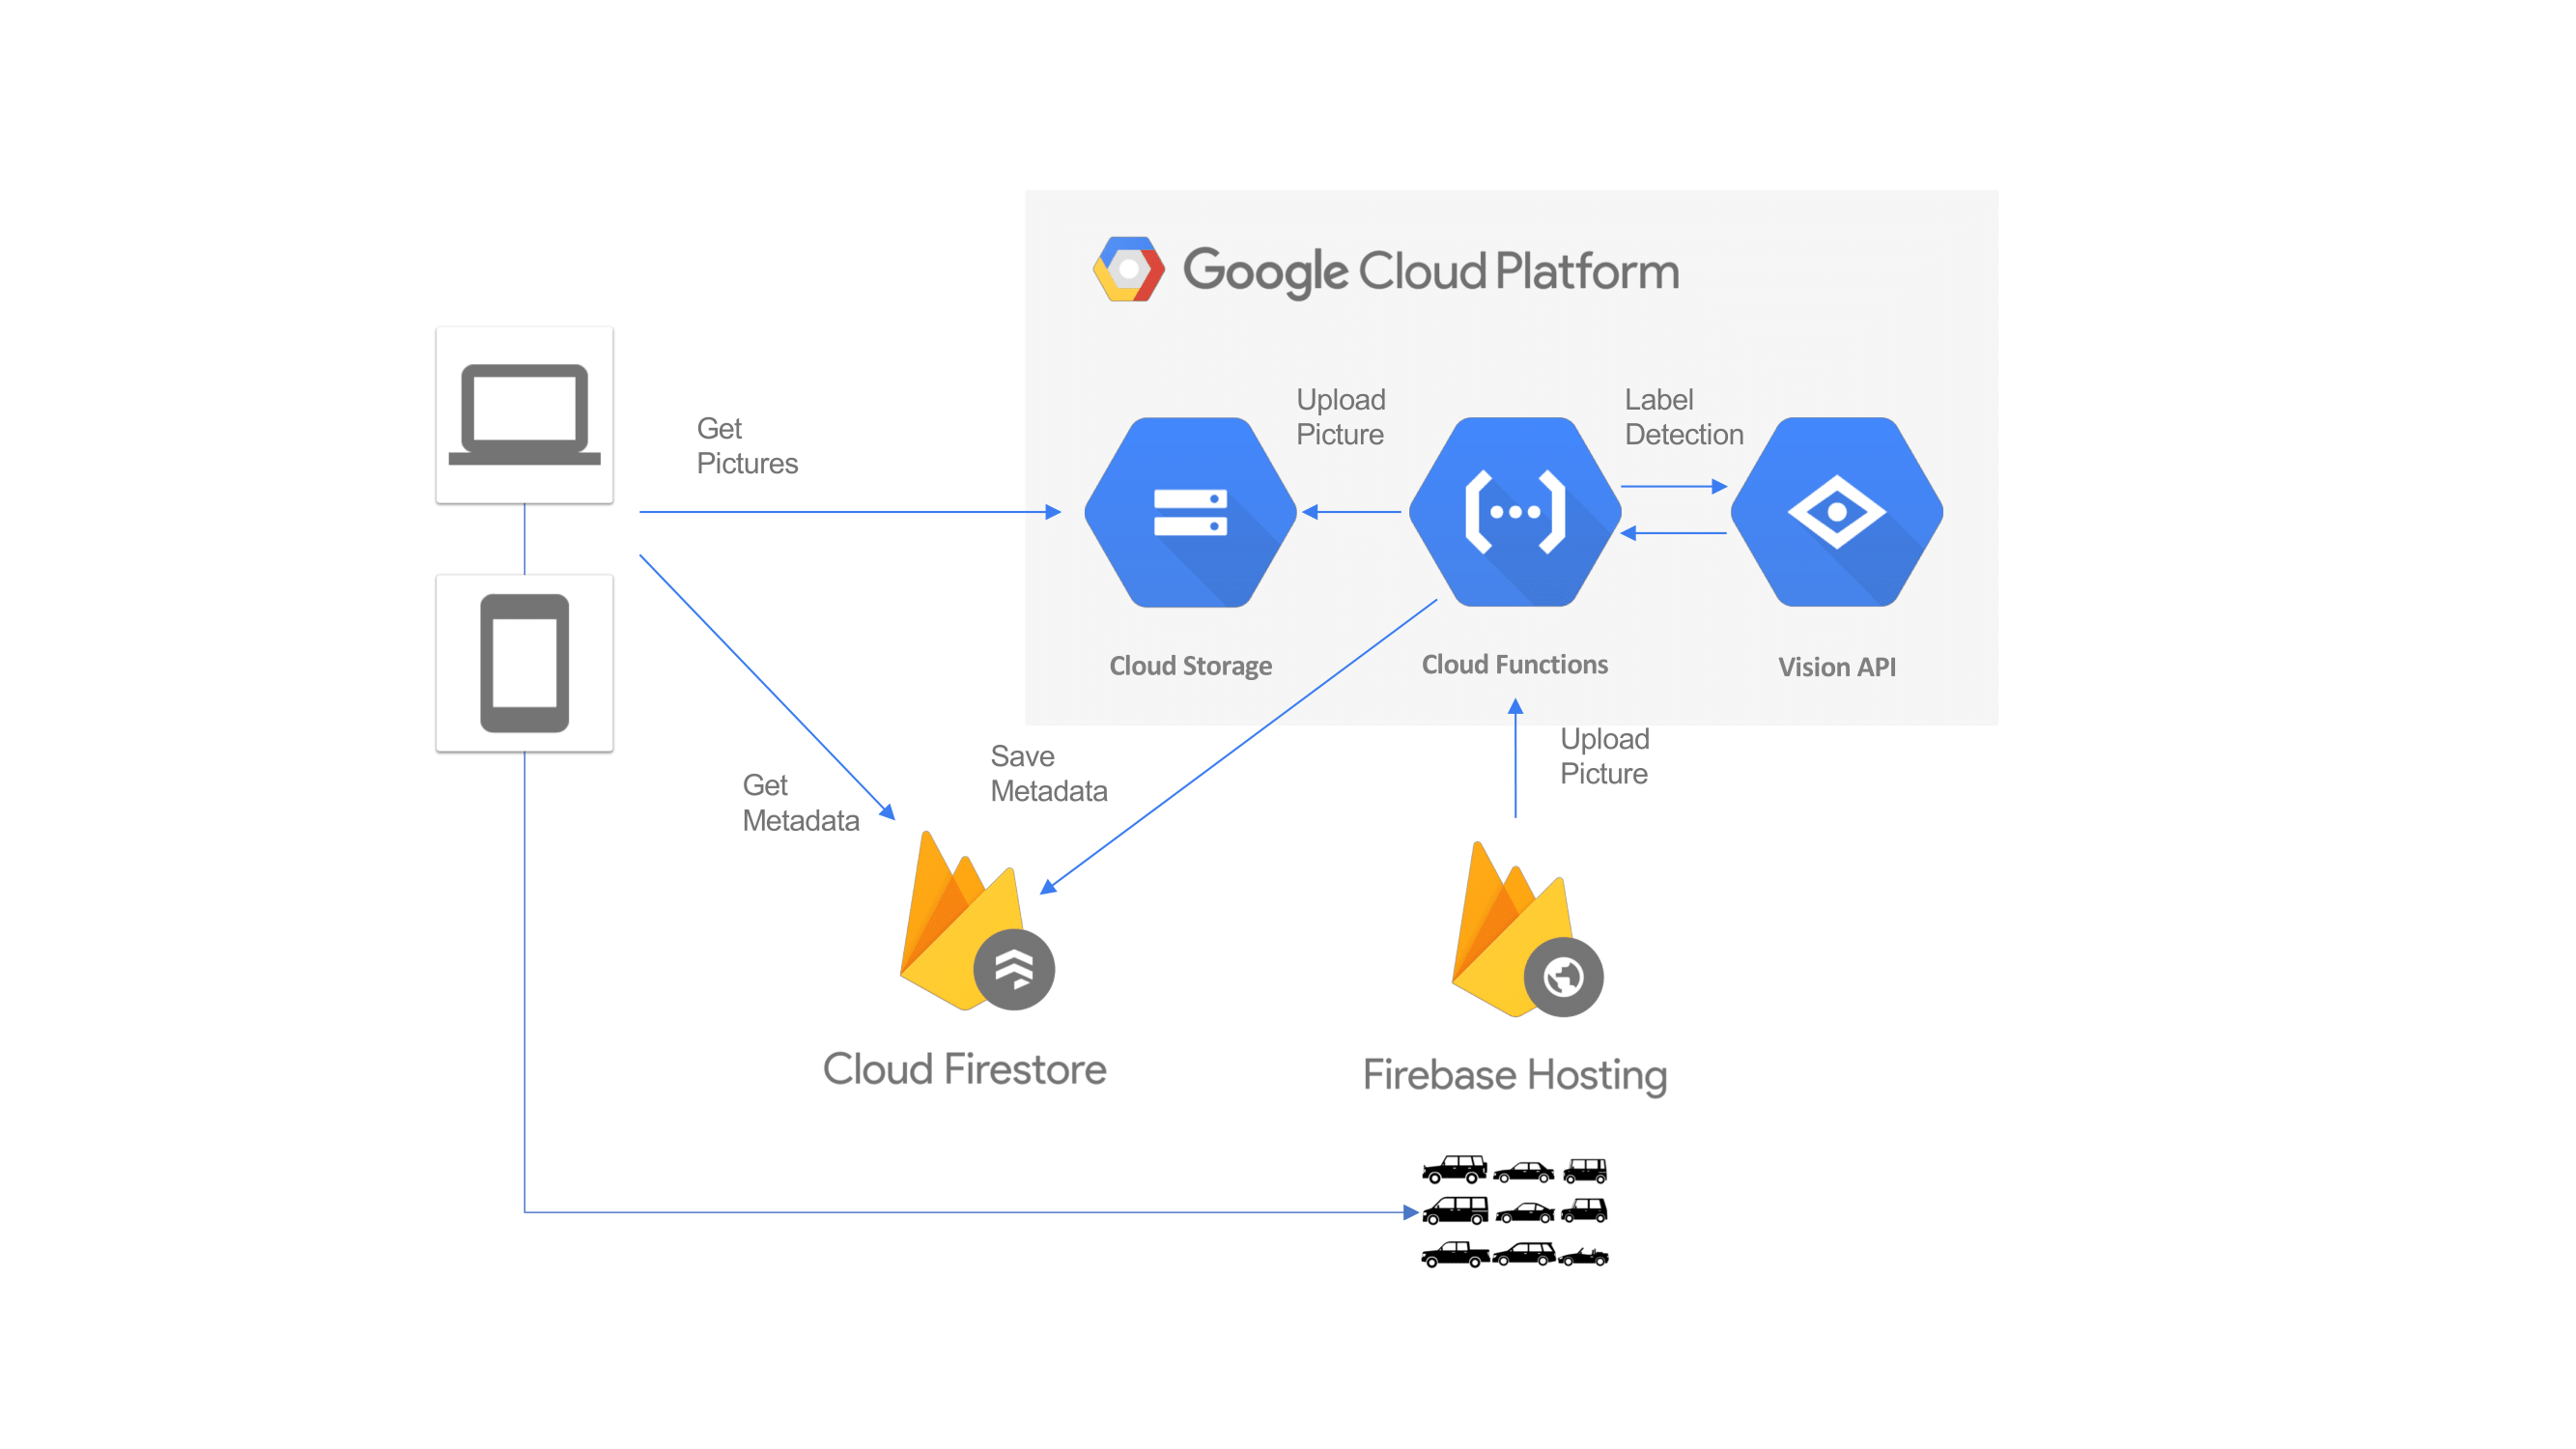 Google Cloud Platform
Get
Pictures
Upload
Picture
Label
Detection
Cloud Storage
Cloud Functions
Vision API
Get
Metadata
Save
Metadata
Upload
Picture
Cloud Firestore
Firebase Hosting